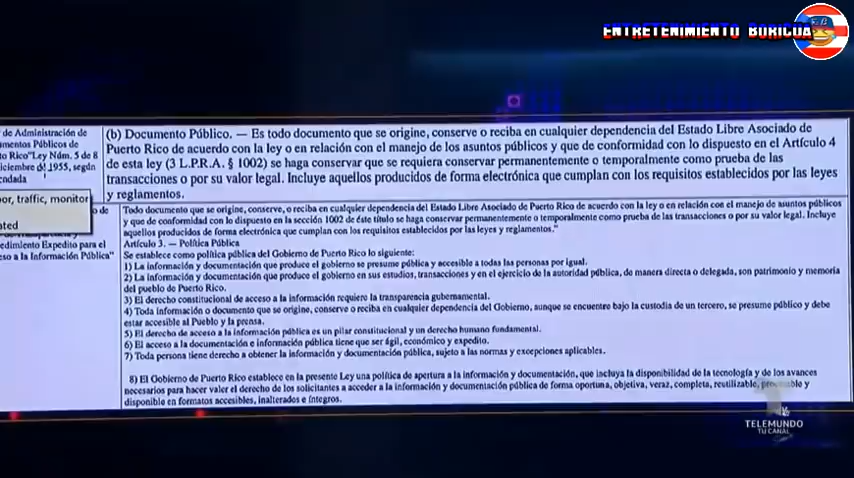 ENTRETENIMIENTO BORICUA
de Administración de
mentos Públicos de
to Rico"Ley Núm. 5 de 8
iciembre de 1955, según
endada
or, traffic, monitor
ated
o de
edimiento Expedito para el
eso a la Información Pública"
(b) Documento Público. — Es todo documento que se origine, conserve o reciba en cualquier dependencia del Estado Libre Asociado de
Puerto Rico de acuerdo con la ley o en relación con el manejo de los asuntos públicos y que de conformidad con lo dispuesto en el Artículo 4
de esta ley (3 L.P.R.A. § 1002) se haga conservar que se requiera conservar permanentemente o temporalmente como prueba de las
transacciones o por su valor legal. Incluye aquellos producidos de forma electrónica que cumplan con los requisitos establecidos por las leyes
y reglamentos.
Todo documento que se origine, conserve, o reciba en cualquier dependencia del Estado Libre Asociado de Puerto Rico de acuerdo con la ley o en relación con el manejo de asuntos públicos
y que de conformidad con lo dispuesto en la sección 1002 de éste título se haga conservar permanentemente o temporalmente como prueba de las transacciones o por su valor legal. Incluye
aquellos producidos de forma electrónica que cumplan con los requisitos establecidos por las leyes y reglamentos."
Artículo 3. — Política Pública
Se establece como política pública del Gobierno de Puerto Rico lo siguiente:
1) La información y documentación que produce el gobierno se presume pública y accesible a todas las personas por igual.
2) La información y documentación que produce el gobierno en sus estudios, transacciones y en el ejercicio de la autoridad pública, de manera directa o delegada, son patrimonio y memoria
del pueblo de Puerto Rico.
3) El derecho constitucional de acceso a la información requiere la transparencia gubernamental.
4) Toda información o documento que se origine, conserve o reciba en cualquier dependencia del Gobierno, aunque se encuentre bajo la custodia de un tercero, se presume público y debe
estar accesible al Pueblo y la prensa.
5) El derecho de acceso a la información pública es un pilar constitucional y un derecho humano fundamental.
6) El acceso a la documentación e información pública tiene que ser ágil, económico y expedito.
7) Toda persona tiene derecho a obtener la información y documentación pública, sujeto a las normas y excepciones aplicables.
8) El Gobierno de Puerto Rico establece en la presente Ley una política de apertura a la información y documentación, que incluya la disponibilidad de la tecnología y de los avances
necesarios para hacer valer el derecho de los solicitantes a acceder a la información y documentación pública de forma oportuna, objetiva, veraz, completa, reutilizable, y
disponible en formatos accesibles, inalterados e íntegros.
TELEMUNDO
TU CANAL